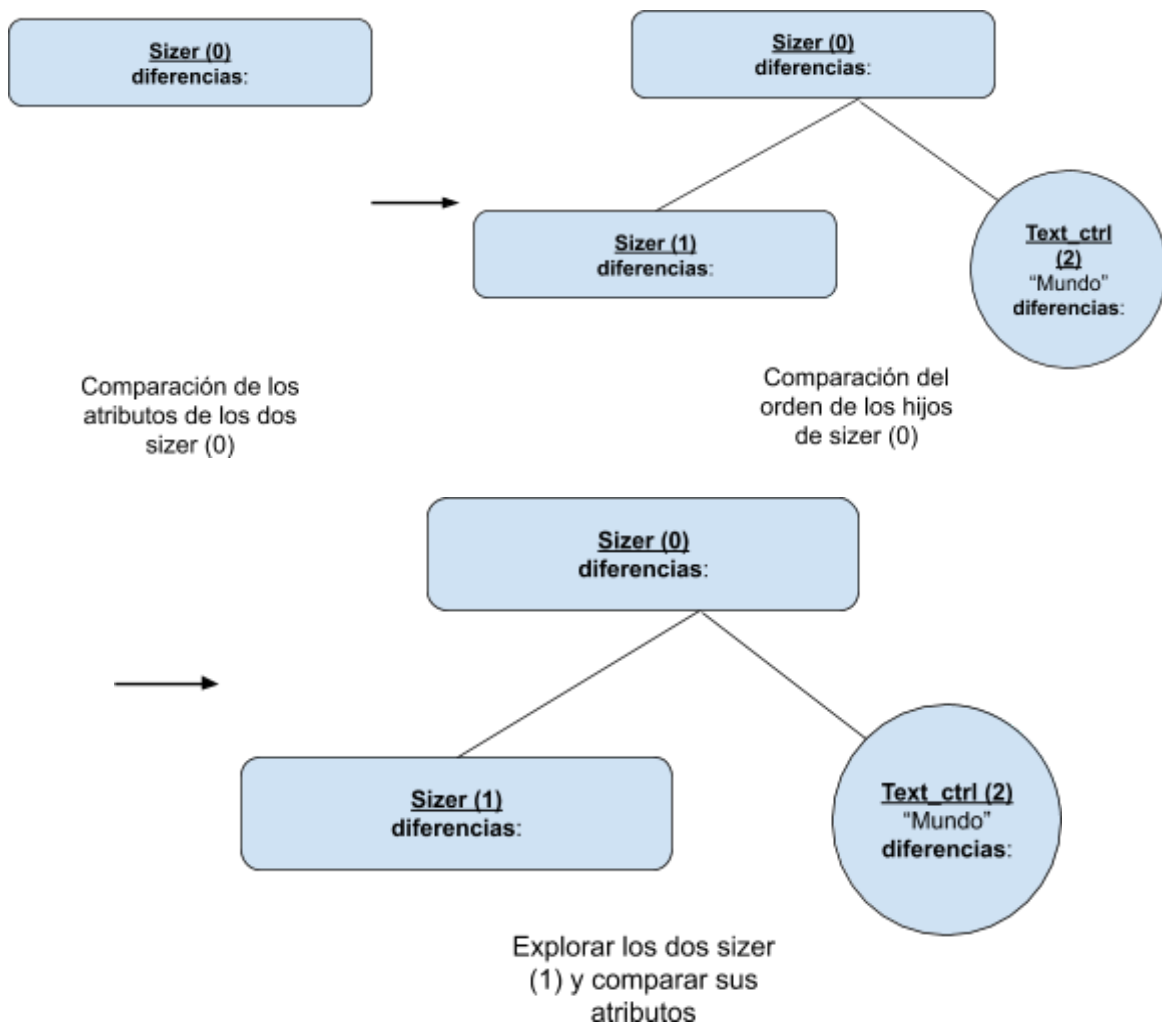 Sizer (0)
diferencias:
Sizer (0)
diferencias:
Sizer (1)
diferencias:
Text_ctrl
(2)
“Mundo”
diferencias:
Comparación de los
atributos de los dos
sizer (0)
Comparación del
orden de los hijos
de sizer (0)
Sizer (0)
diferencias:
Sizer (1)
diferencias:
Text_ctrl (2)
“Mundo”
diferencias:
Explorar los dos sizer
(1) y comparar sus
atributos